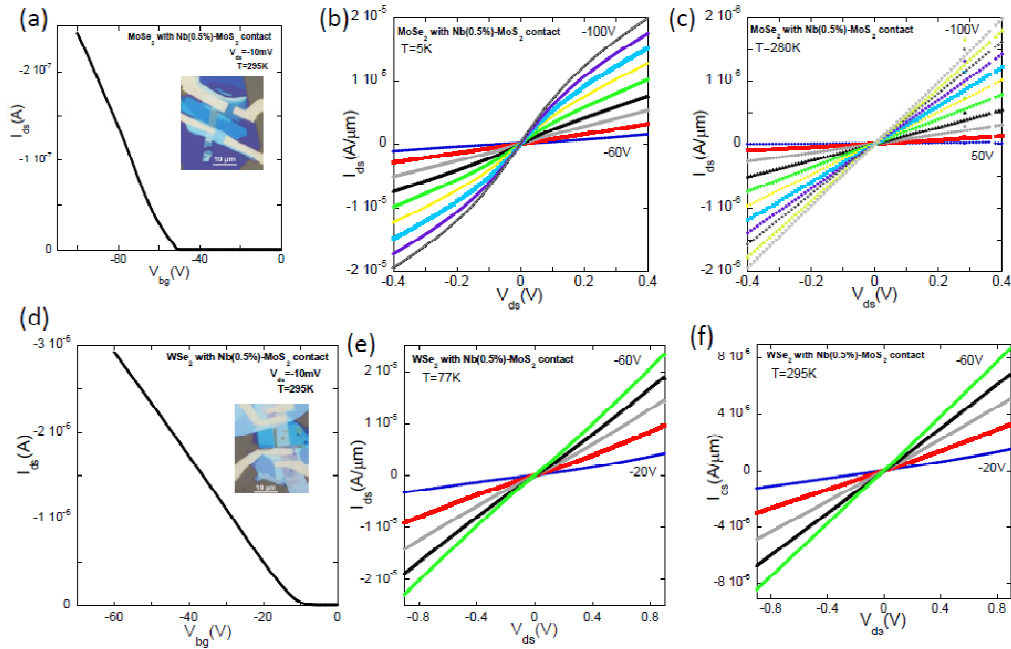 (a)
MoSe2 with Nb(0.5%)-MoS2 contact
Vds=-10mV
T=295K
10 μm
-2 10-7
-1 10-7
0
Ids(A)
-80
-40
0
Vbg(V)
(b)
MoSe2 with Nb(0.5%)-MoS2 contact
T=5K
-100V
-60V
2 10-5
1 10-5
0
-1 10-5
-2 10-5
Ids(A/μm)
-0.4
-0.2
0
0.2
0.4
Vds(V)
(c)
MoSe2 with Nb(0.5%)-MoS2 contact
T=280K
-100V
50V
1 10-6
0
-1 10-6
-2 10-6
Ids(A/μm)
-0.4
-0.2
0
0.2
0.4
Vds(V)
(d)
WSe2 with Nb(0.5%)-MoS2 contact
Vds=-10mV
T=295K
10 μm
-3 10-6
-2 10-6
-1 10-6
0
Ids(A)
-60
-40
-20
0
Vbg(V)
(e)
WSe2 with Nb(0.5%)-MoS2 contact
T=77K
-60V
-20V
2 10-5
1 10-5
0
-1 10-5
-2 10-5
Ids(A/μm)
-0.8
-0.4
0
0.4
0.8
Vds(V)
(f)
WSe2 with Nb(0.5%)-MoS2 contact
T=295K
-60V
-20V
8 10-6
4 10-6
0
-4 10-6
-8 10-6
Ids(A/μm)
-0.8
-0.4
0
0.4
0.8
Vds(V)